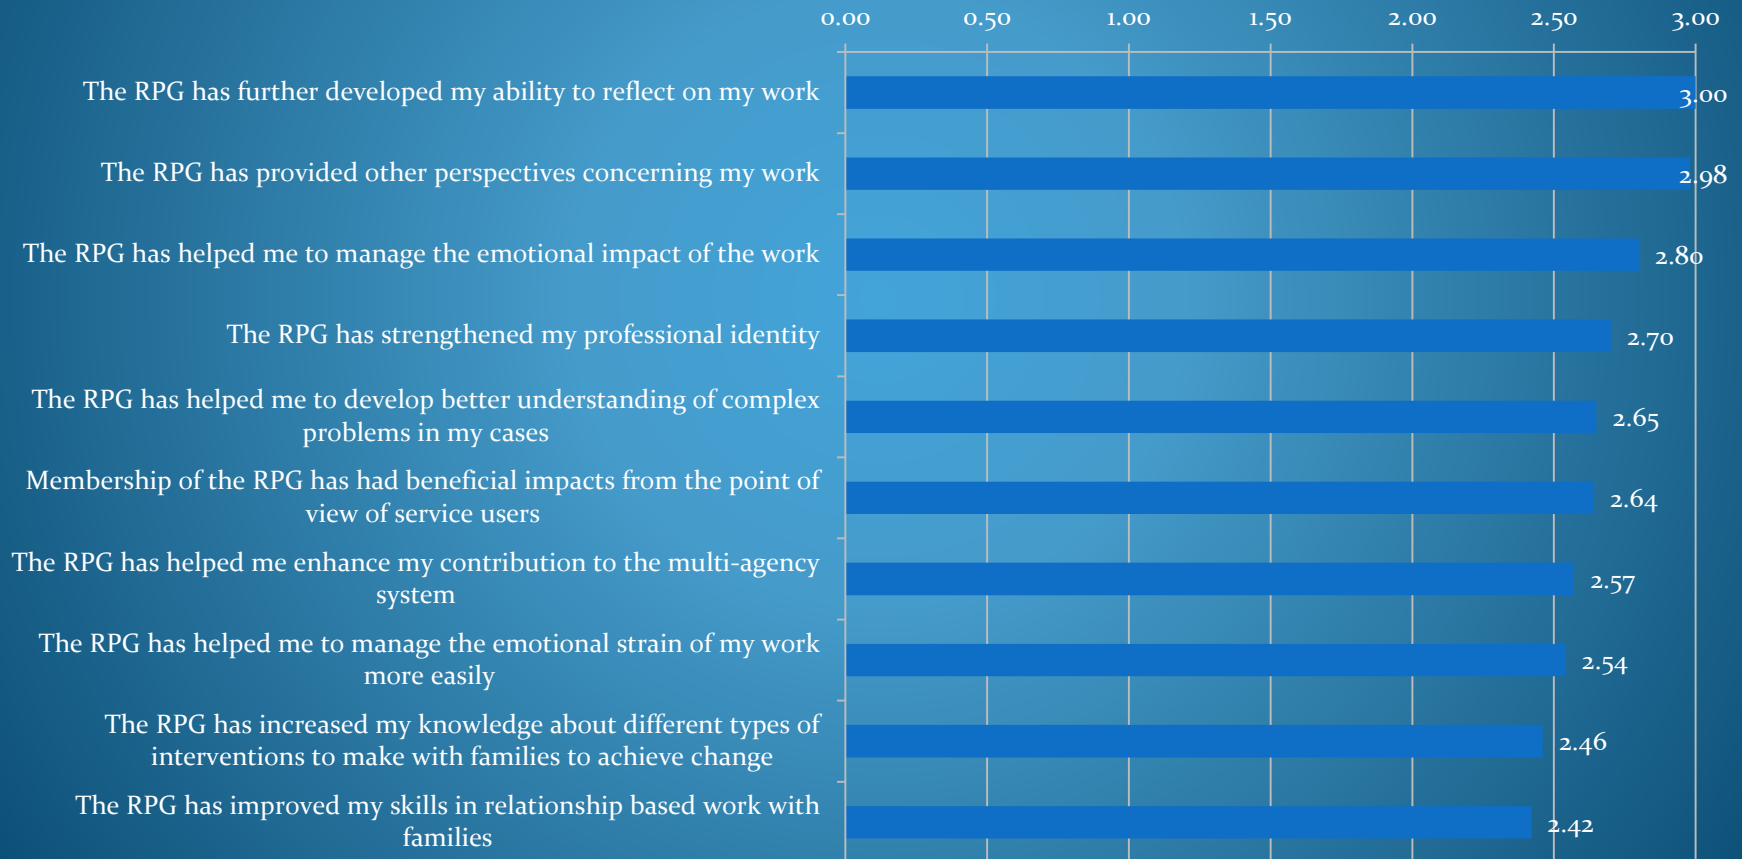 0.00 0.50 1.00 1.50 2.00 2.50 3.00
The RPG has further developed my ability to reflect on my work 3.00
The RPG has provided other perspectives concerning my work 2.98
The RPG has helped me to manage the emotional impact of the work 2.80
The RPG has strengthened my professional identity 2.70
The RPG has helped me to develop better understanding of complex
problems in my cases 2.65
Membership of the RPG has had beneficial impacts from the point of
view of service users 2.64
The RPG has helped me enhance my contribution to the multi-agency
system 2.57
The RPG has helped me to manage the emotional strain of my work
more easily 2.54
The RPG has increased my knowledge about different types of
interventions to make with families to achieve change 2.46
The RPG has improved my skills in relationship based work with
families 2.42